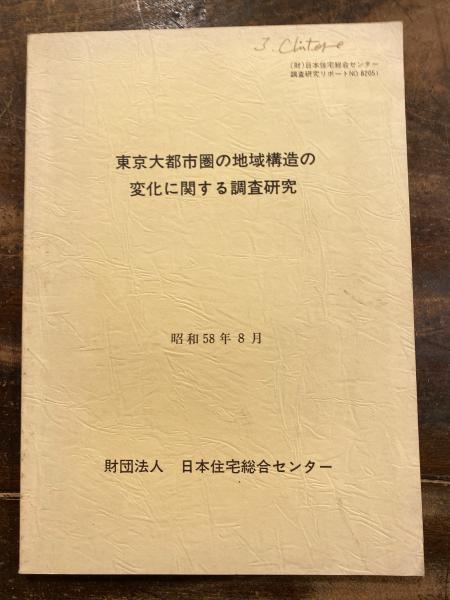 (財)日本住宅総合センター
調査研究リポートNO 82051
東京大都市圏の地域構造の
変化に関する調査研究
昭和58年8月
財団法人 日本住宅総合センター